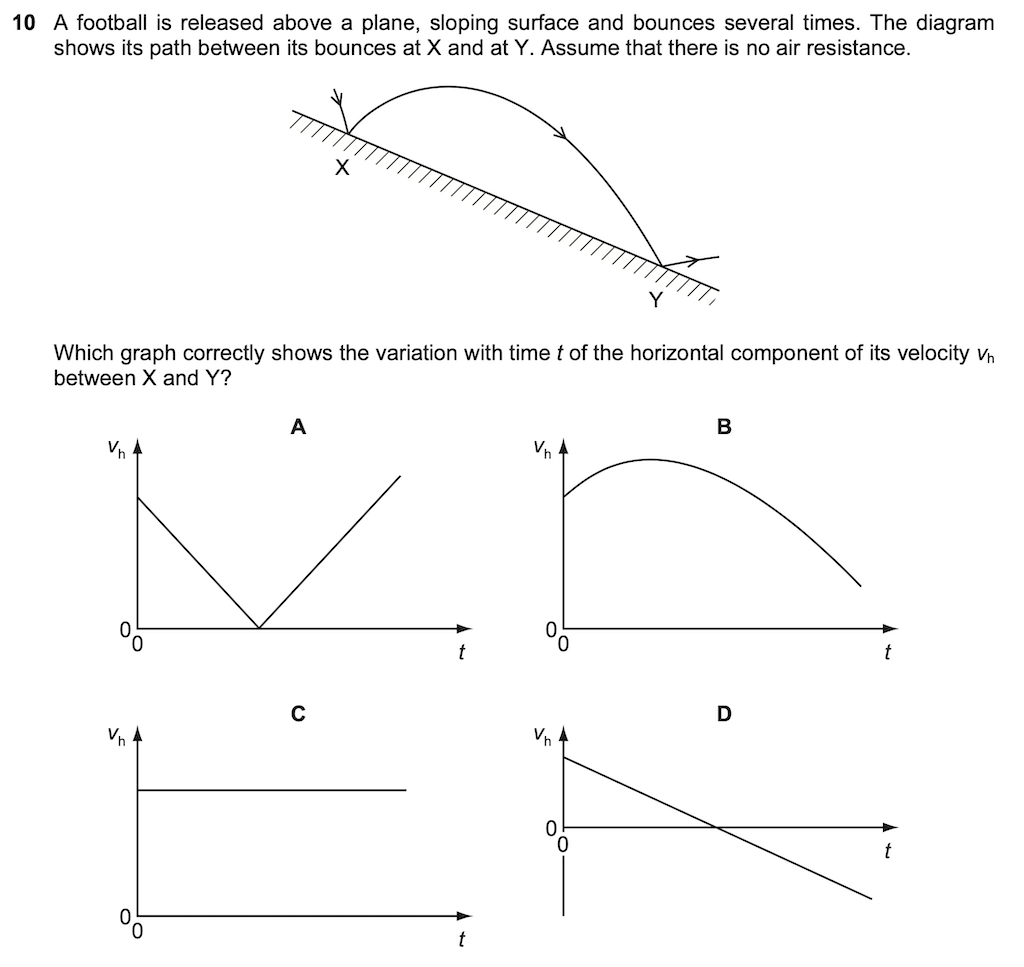 10 A football is released above a plane, sloping surface and bounces several times. The diagram
shows its path between its bounces at X and at Y. Assume that there is no air resistance.
X
Y
Which graph correctly shows the variation with time t of the horizontal component of its velocity vh
between X and Y?
A
B
vh
vh
0
0
0
0
t
t
C
D
vh
vh
0
0
t
0
0
t